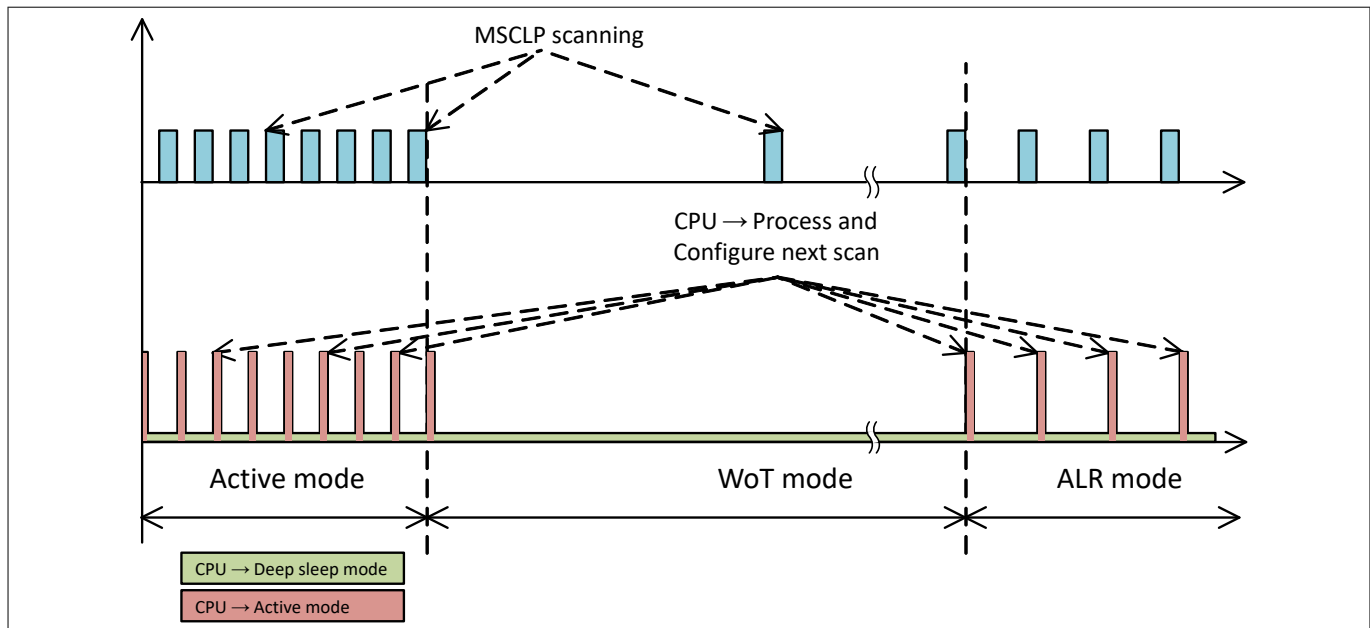 MSCLP scanning
CPU → Process and
Configure next scan
Active mode
WoT mode
ALR mode
CPU → Deep sleep mode
CPU → Active mode